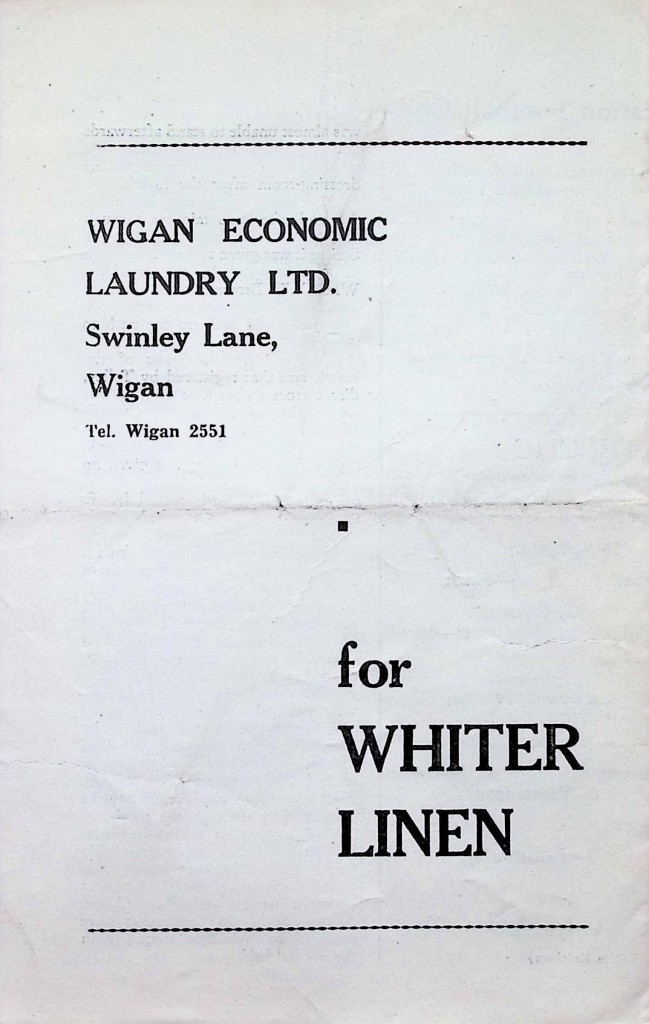 WIGAN ECONOMIC
LAUNDRY LTD.
Swinley Lane,
Wigan
Tel. Wigan 2551
for
WHITER
LINEN